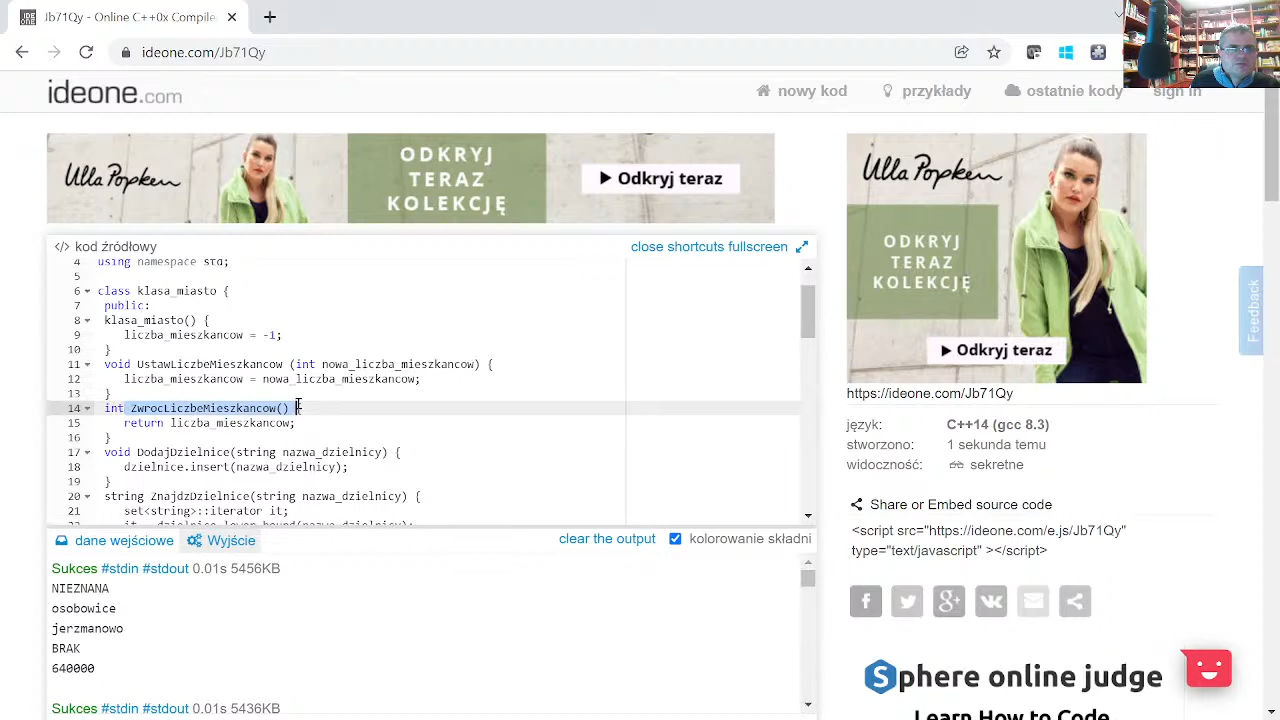 Jb71Qy - Online C++0x Compile
ideone.com/Jb71Qy
ideone.com
nowy kod
przykłady
ostatnie kody
sign in
Ulla Popken
ODKRYJ
TERAZ
KOLEKCJĘ
Odkryj teraz
Ulla Popken
ODKRYJ
TERAZ
KOLEKCJĘ
Odkryj teraz
</> kod źródłowy
close shortcuts fullscreen
4 using namespace std;
5
6 class klasa_miasto {
7 public:
8 klasa_miasto() {
9 liczba_mieszkancow = -1;
10 }
11 void UstawLiczbeMieszkancow (int nowa_liczba_mieszkancow) {
12 liczba_mieszkancow = nowa_liczba_mieszkancow;
13 }
14 int ZwrocLiczbeMieszkancow()
15 return liczba_mieszkancow;
16 }
17 void DodajDzielnice(string nazwa_dzielnicy) {
18 dzielnice.insert(nazwa_dzielnicy);
19 }
20 string ZnajdzDzielnice(string nazwa_dzielnicy) {
21 set<string>::iterator it;
dane wejściowe
Wyjście
clear the output
kolorowanie składni
Sukces #stdin #stdout 0.01s 5456KB
NIEZNANA
osobowice
jerzmanowo
BRAK
640000
Sukces #stdin #stdout 0.01s 5436KB
https://ideone.com/Jb71Qy
język: C++14 (gcc 8.3)
stworzono: 1 sekunda temu
widoczność: sekretne
Share or Embed source code
<script src="https://ideone.com/e.js/Jb71Qy"
type="text/javascript" ></script>
Feedback
Sphere online judge
Learn How to Code